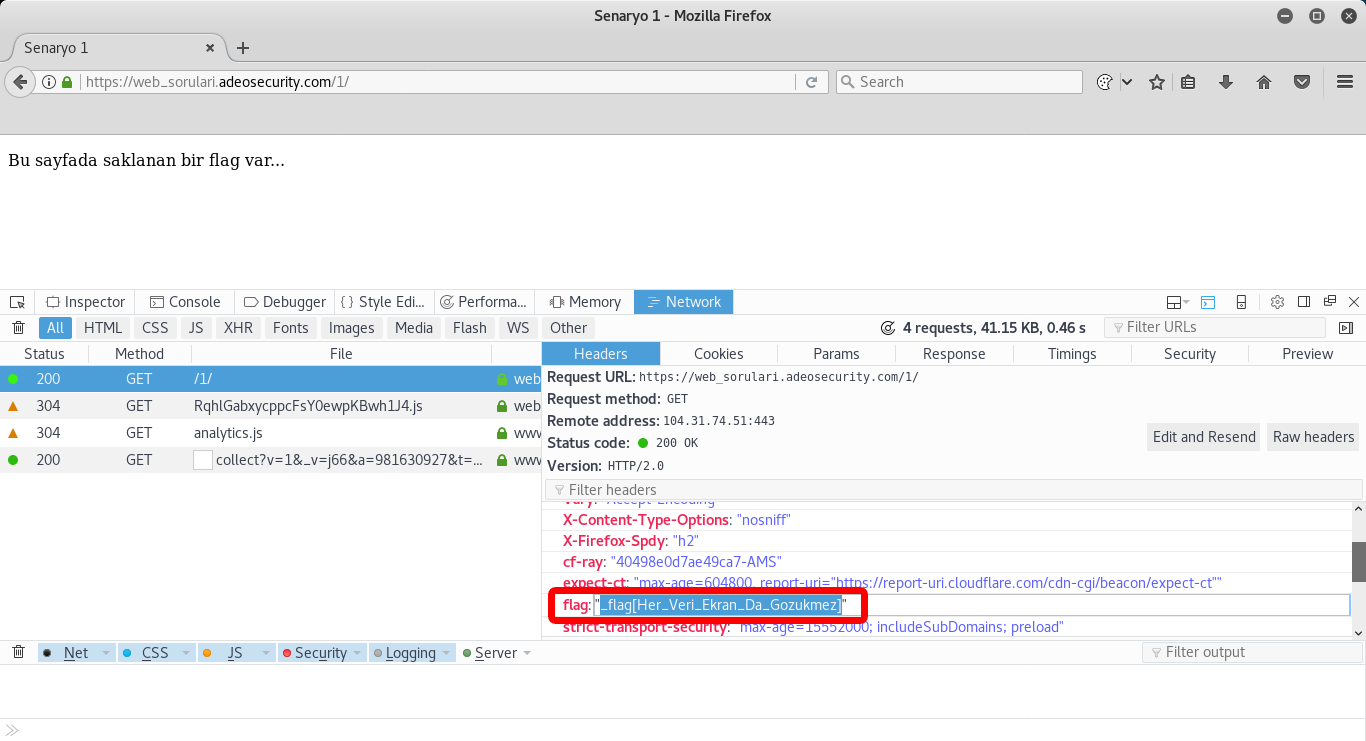 Senaryo 1 - Mozilla Firefox
Senaryo 1
https://web_sorulari.adeosecurity.com/1/
Search
Bu sayfada saklanan bir flag var...
Inspector Console Debugger { } Style Edi... Performa... Memory Network
All HTML CSS JS XHR Fonts Images Media Flash WS Other 4 requests, 41.15 KB, 0.46 s Filter URLs
Status Method File Headers Cookies Params Response Timings Security Preview
200 GET /1/ web
304 GET RqhlGabxycppcFsY0ewpKBwh1J4.js web
304 GET analytics.js www
200 GET collect?v=1&_v=j66&a=981630927&t=... www
Request URL: https://web_sorulari.adeosecurity.com/1/
Request method: GET
Remote address: 104.31.74.51:443
Status code: 200 OK
Edit and Resend Raw headers
Version: HTTP/2.0
Filter headers
Vary: "Accept-Encoding"
X-Content-Type-Options: "nosniff"
X-Firefox-Spdy: "h2"
cf-ray: "40498e0d7ae49ca7-AMS"
expect-ct: "max-age=604800, report-uri="https://report-uri.cloudflare.com/cdn-cgi/beacon/expect-ct""
flag: "_flag[Her_Veri_Ekran_Da_Gozukmez]"
strict-transport-security: "max-age=15552000; includeSubDomains; preload"
Net CSS JS Security Logging Server Filter output